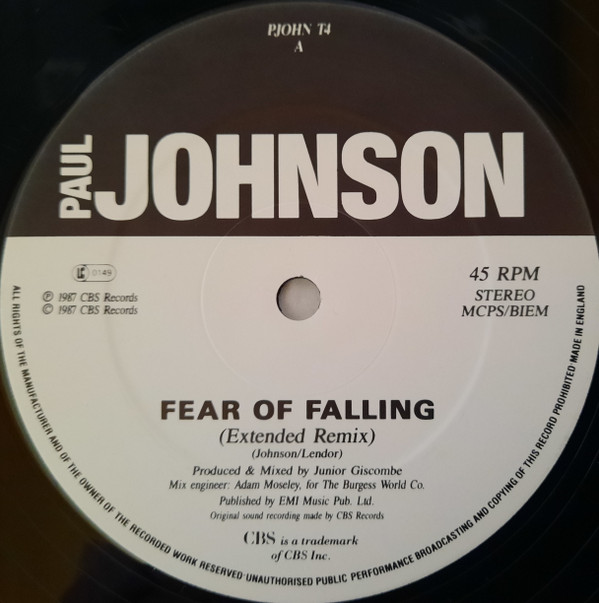 PJOHN T4
A
PAUL
JOHNSON
LC 0149
℗ 1987 CBS Records
© 1987 CBS Records
45 RPM
STEREO
MCPS/BIEM
FEAR OF FALLING
(Extended Remix)
(Johnson/Lendor)
Produced & Mixed by Junior Giscombe
Mix engineer: Adam Moseley, for The Burgess World Co.
Published by EMI Music Pub. Ltd.
Original sound recording made by CBS Records
CBS is a trademark
of CBS Inc.
ALL RIGHTS OF THE MANUFACTURER AND OF THE OWNER OF THE RECORDED WORK RESERVED·UNAUTHORISED PUBLIC PERFORMANCE BROADCASTING AND COPYING OF THIS RECORD PROHIBITED MADE IN ENGLAND